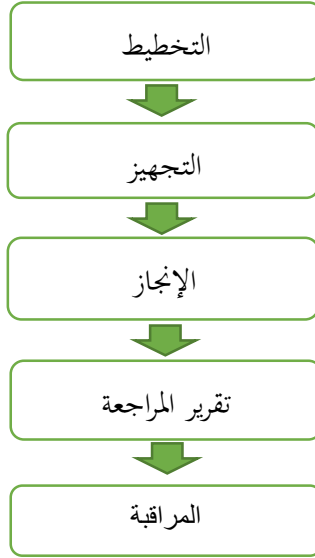 التخطيط
التجهيز
الإنجاز
تقرير المراجعة
المراقبة